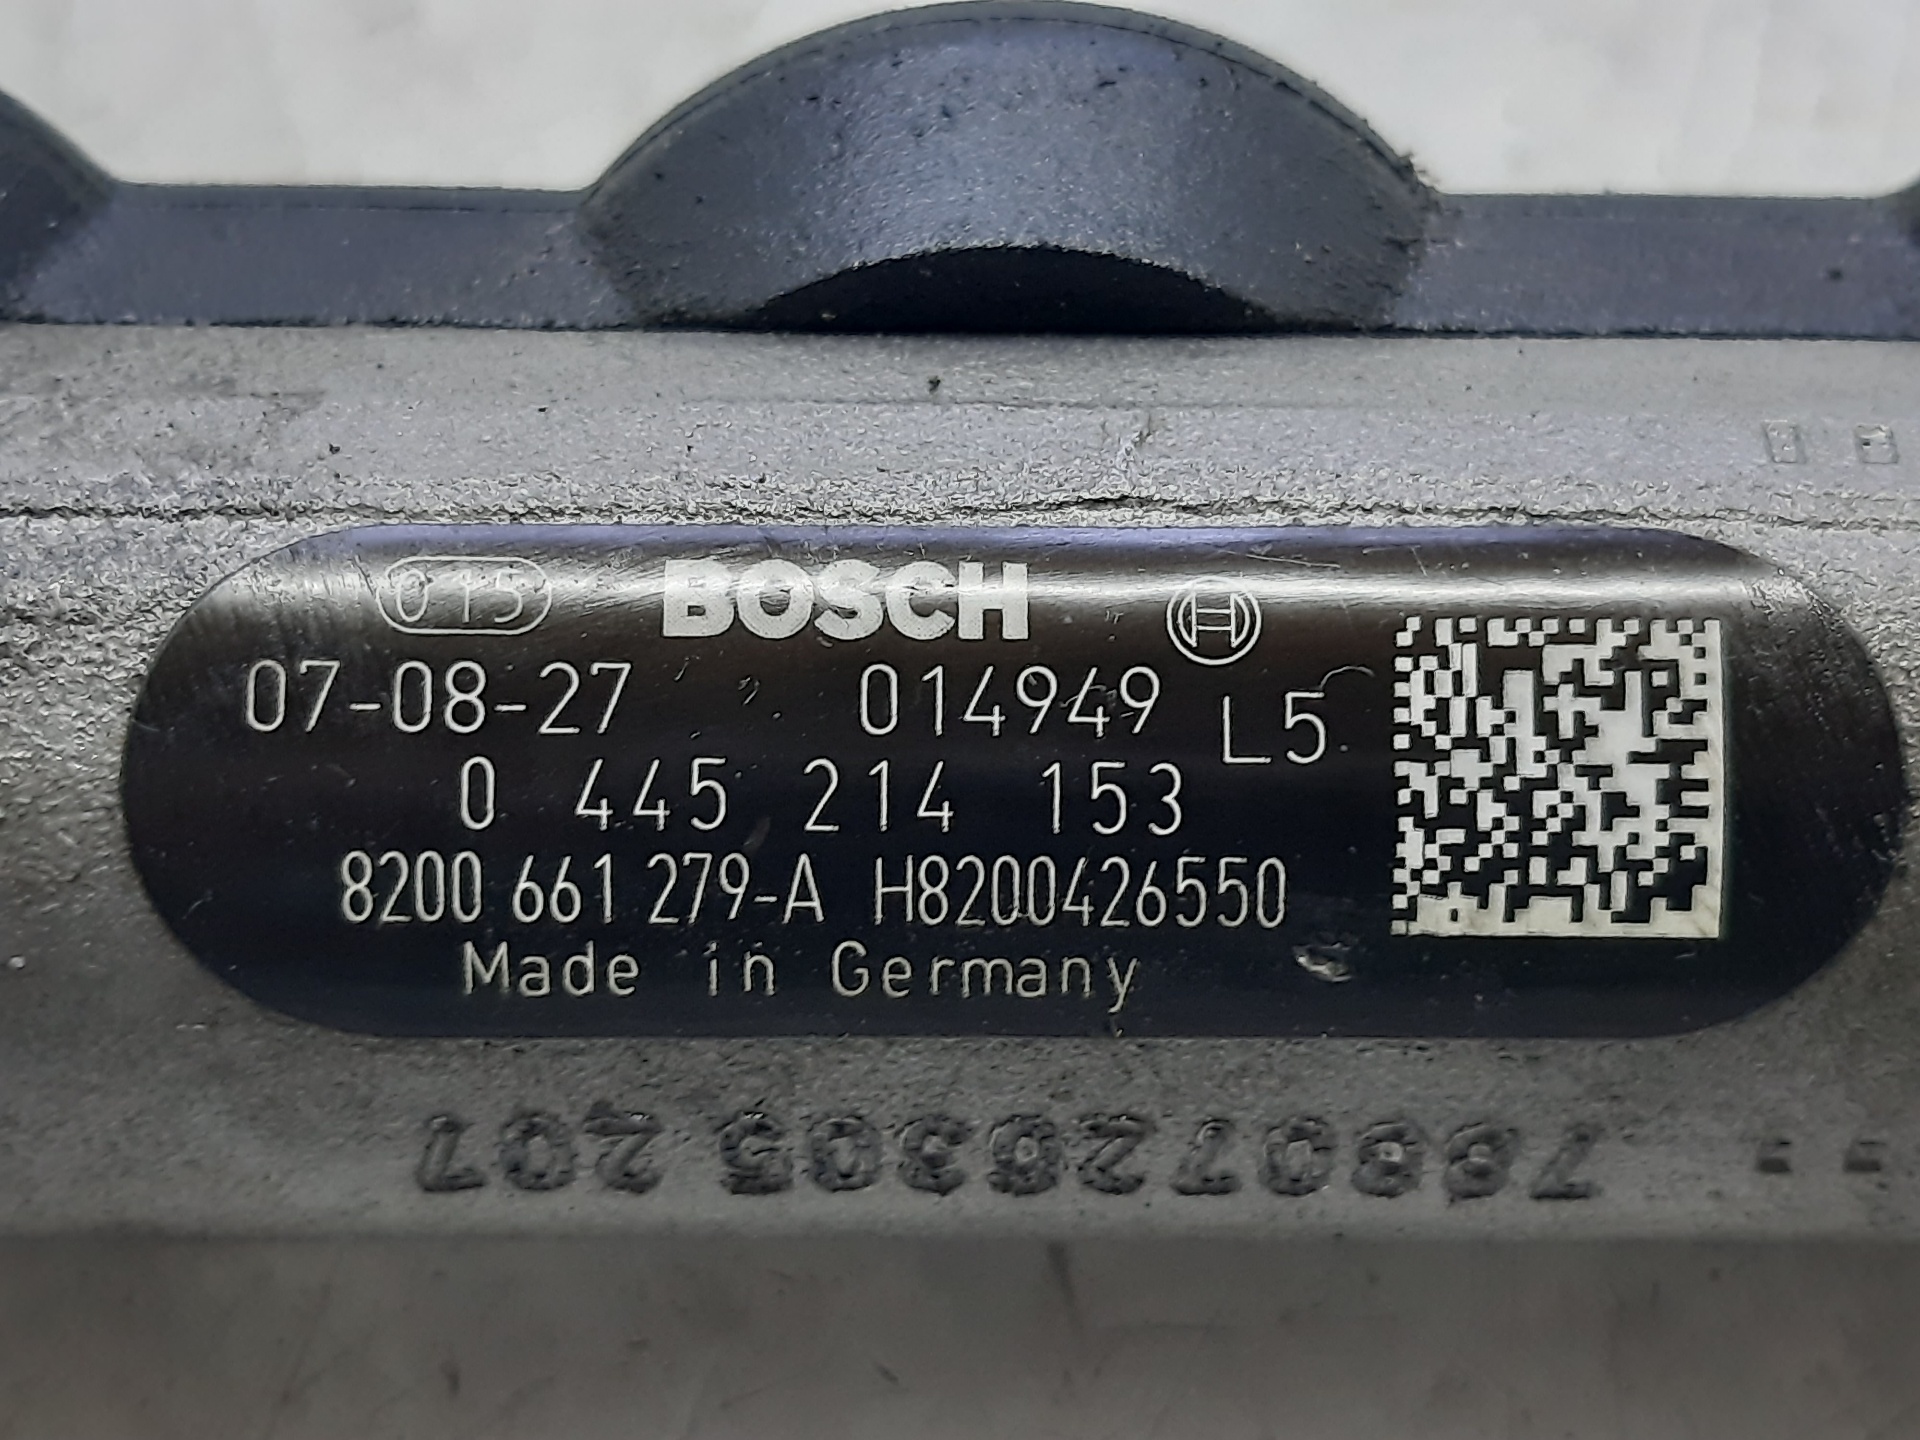 015 BOSCH
07-08-27 014949 L5
0 445 214 153
8200 661 279-A H8200426550
Made in Germany